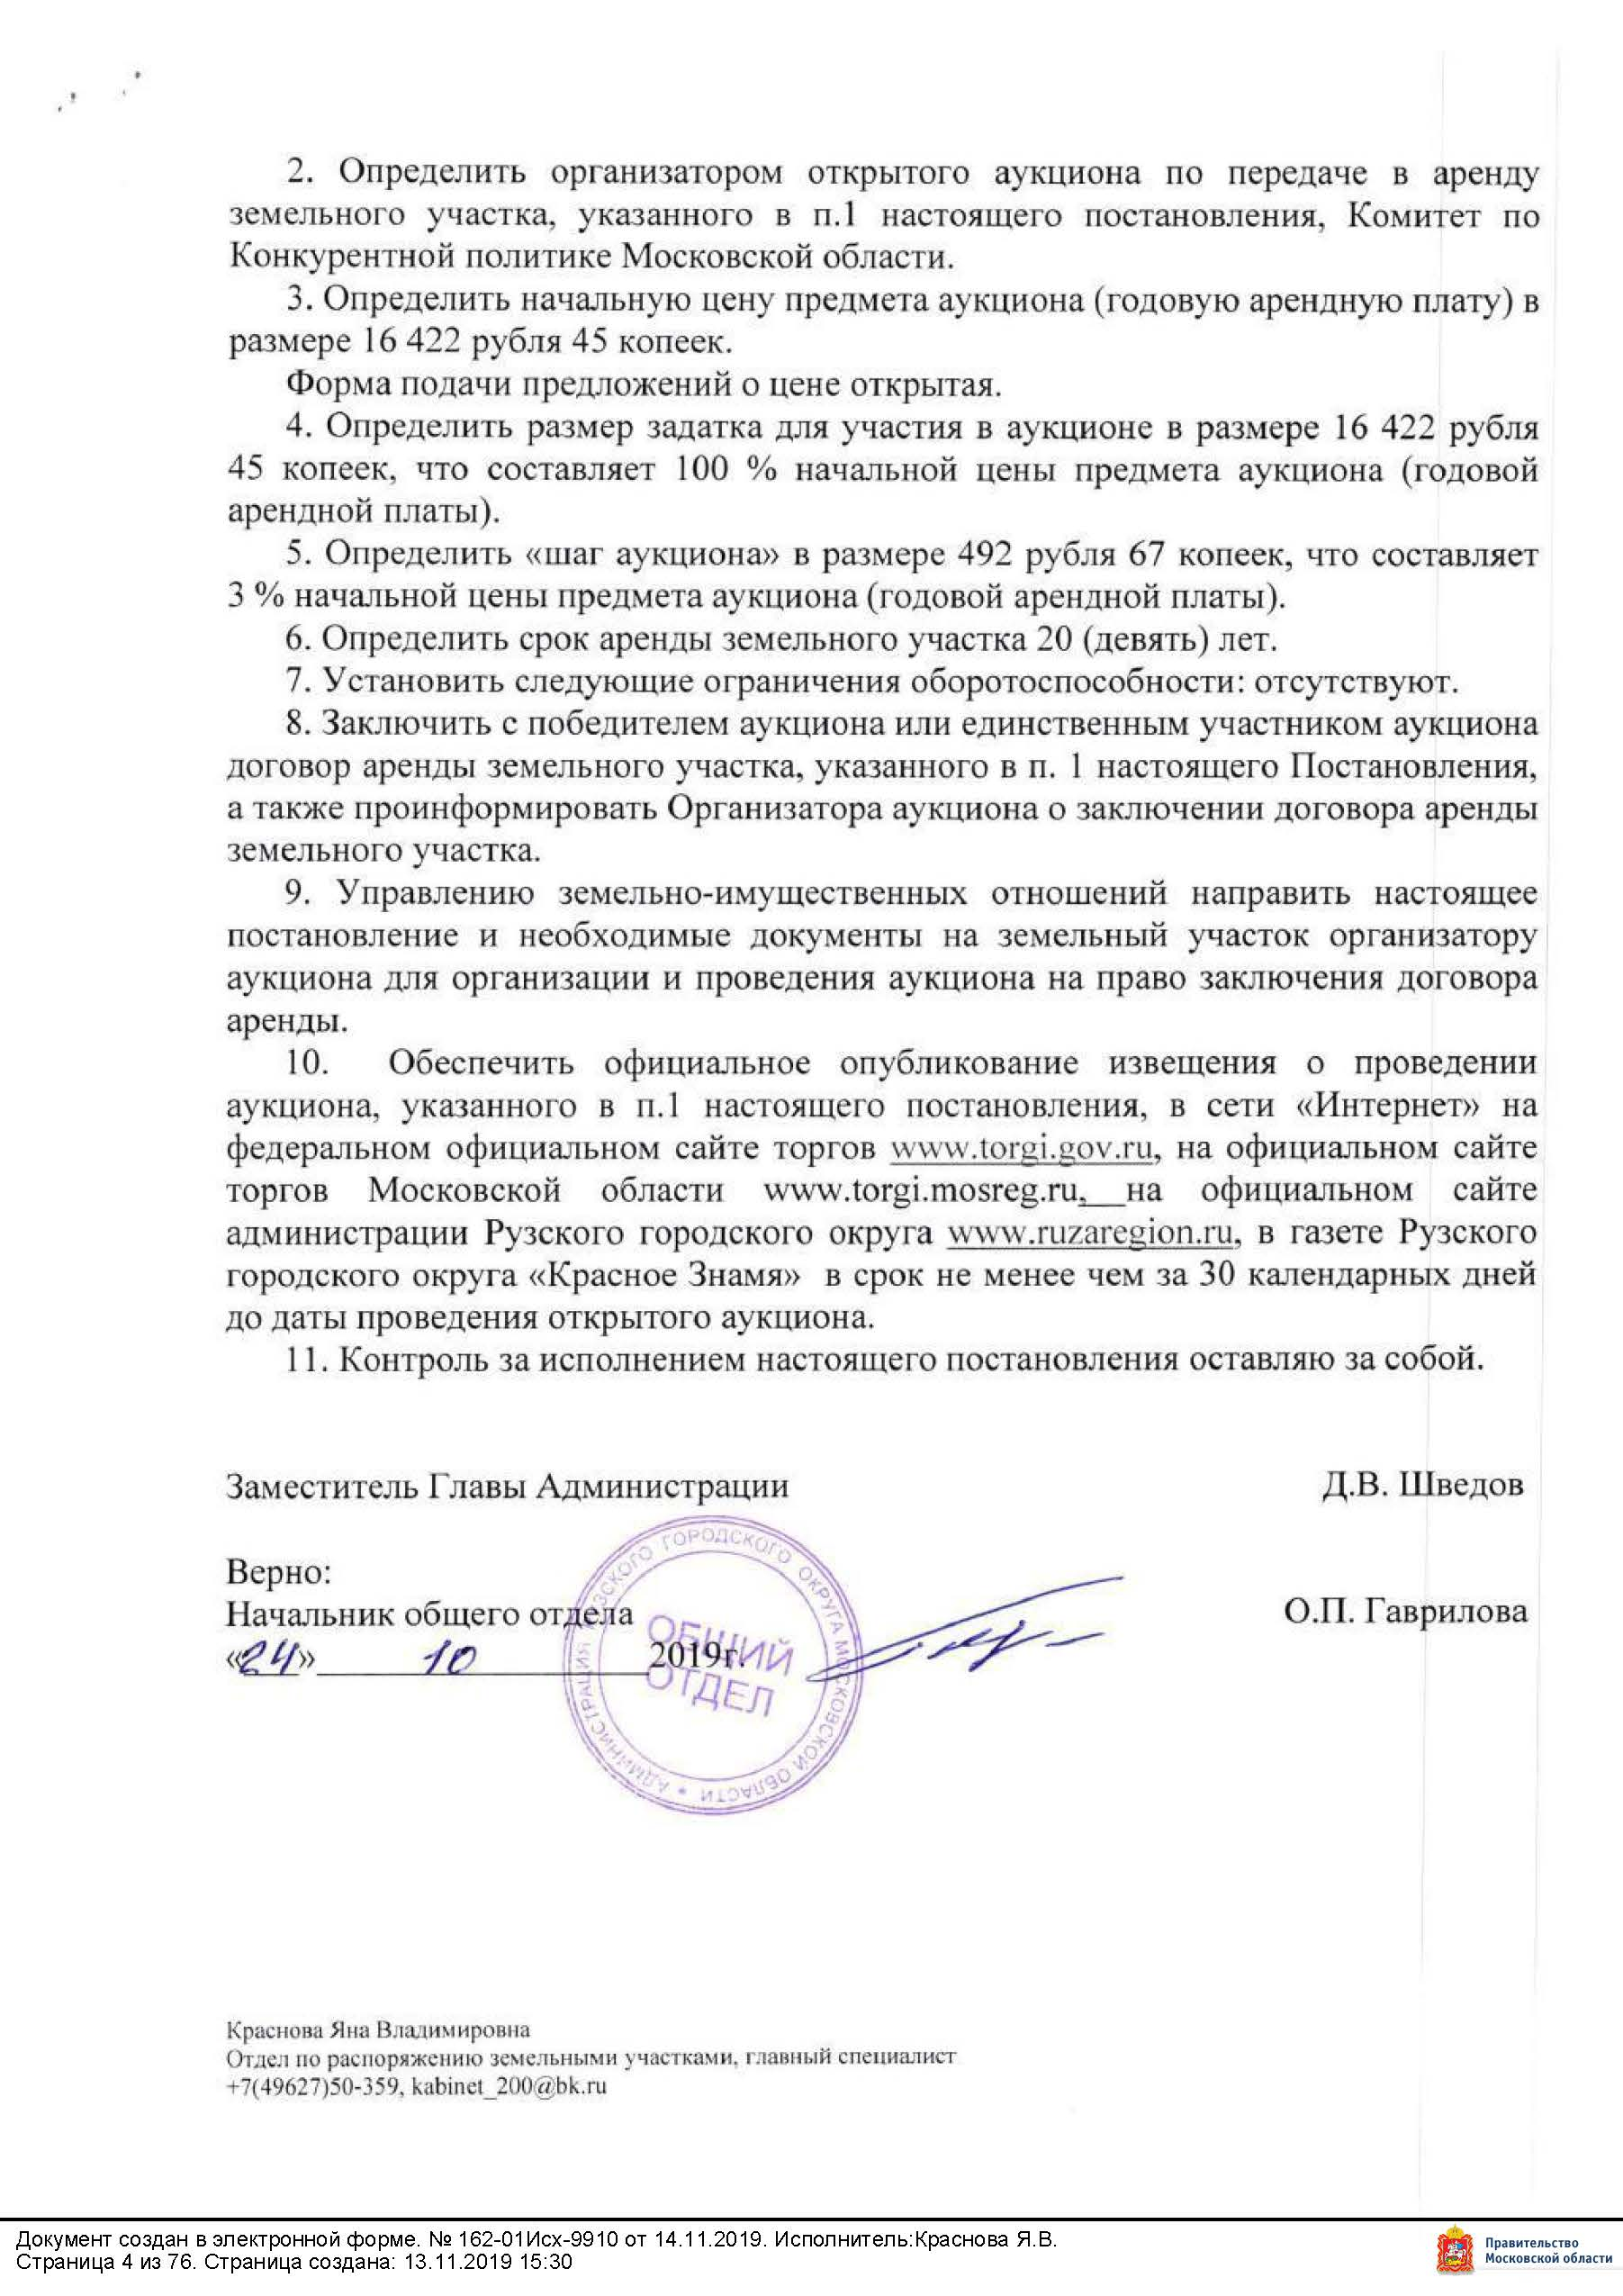 2. Определить организатором открытого аукциона по передаче в аренду
земельного участка, указанного в п.1 настоящего постановления, Комитет по
Конкурентной политике Московской области.
3. Определить начальную цену предмета аукциона (годовую арендную плату) в
размере 16 422 рубля 45 копеек.
Форма подачи предложений о цене открытая.
4. Определить размер задатка для участия в аукционе в размере 16 422 рубля
45 копеек, что составляет 100 % начальной цены предмета аукциона (годовой
арендной платы).
5. Определить «шаг аукциона» в размере 492 рубля 67 копеек, что составляет
3 % начальной цены предмета аукциона (годовой арендной платы).
6. Определить срок аренды земельного участка 20 (девять) лет.
7. Установить следующие ограничения оборотоспособности: отсутствуют.
8. Заключить с победителем аукциона или единственным участником аукциона
договор аренды земельного участка, указанного в п. 1 настоящего Постановления,
а также проинформировать Организатора аукциона о заключении договора аренды
земельного участка.
9. Управлению земельно-имущественных отношений направить настоящее
постановление и необходимые документы на земельный участок организатору
аукциона для организации и проведения аукциона на право заключения договора
аренды.
10. Обеспечить официальное опубликование извещения о проведении
аукциона, указанного в п.1 настоящего постановления, в сети «Интернет» на
федеральном официальном сайте торгов www.torgi.gov.ru, на официальном сайте
торгов Московской области www.torgi.mosreg.ru, на официальном сайте
администрации Рузского городского округа www.ruzaregion.ru, в газете Рузского
городского округа «Красное Знамя» в срок не менее чем за 30 календарных дней
до даты проведения открытого аукциона.
11. Контроль за исполнением настоящего постановления оставляю за собой.
Заместитель Главы Администрации Д.В. Шведов
Верно:
Начальник общего отдела О.П. Гаврилова
«24» 10 2019г.
АДМИНИСТРАЦИЯ РУЗСКОГО ГОРОДСКОГО ОКРУГА МОСКОВСКОЙ ОБЛАСТИ *
ОБЩИЙ
ОТДЕЛ
Краснова Яна Владимировна
Отдел по распоряжению земельными участками, главный специалист
+7(49627)50-359, kabinet_200@bk.ru
Документ создан в электронной форме. № 162-01Исх-9910 от 14.11.2019. Исполнитель:Краснова Я.В.
Страница 4 из 76. Страница создана: 13.11.2019 15:30
Правительство
Московской области